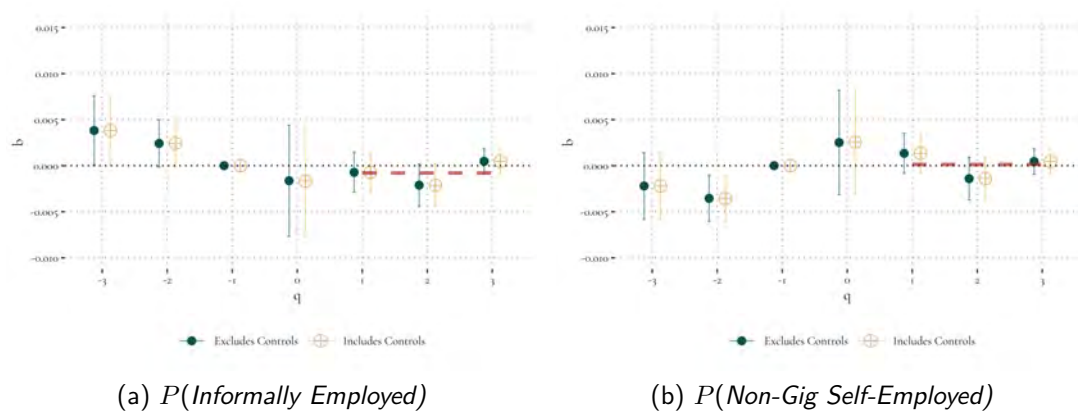 0.015
0.010
0.005
0.000
-0.005
-0.010
b
-3 -2 -1 0 1 2 3
q
Excludes Controls Includes Controls
(a) P(Informally Employed)
0.015
0.010
0.005
0.000
-0.005
-0.010
b
-3 -2 -1 0 1 2 3
q
Excludes Controls Includes Controls
(b) P(Non-Gig Self-Employed)